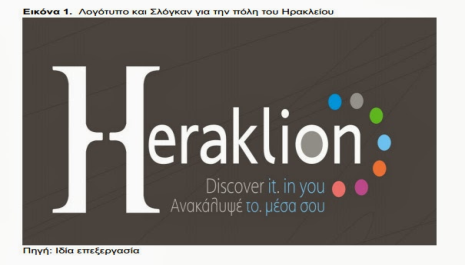 Εικόνα 1. Λογότυπο και Σλόγκαν για την πόλη του Ηρακλείου
Heraklion
Discover it. in you
Ανακάλυψέ το. μέσα σου
Πηγή: Ιδία επεξεργασία